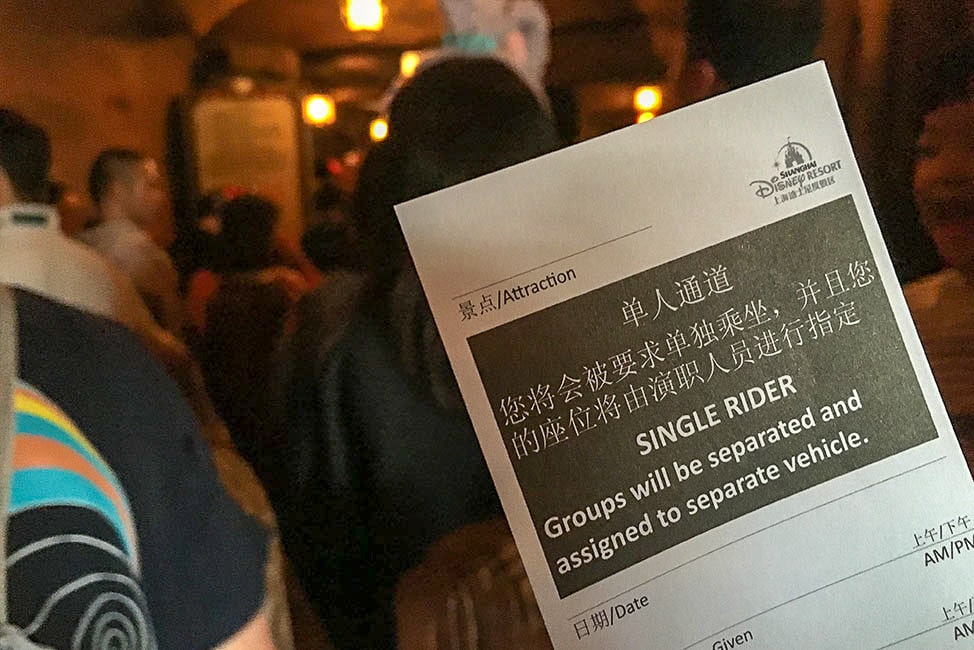 SHANGHAI
Disney RESORT
上海迪士尼度假区
景点/Attraction
单人通道
您将会被要求单独乘坐，并且您
的座位将由演职人员进行指定
SINGLE RIDER
Groups will be separated and
assigned to separate vehicle.
上午/下午
AM/PM
日期/Date
上午/
AM
Given